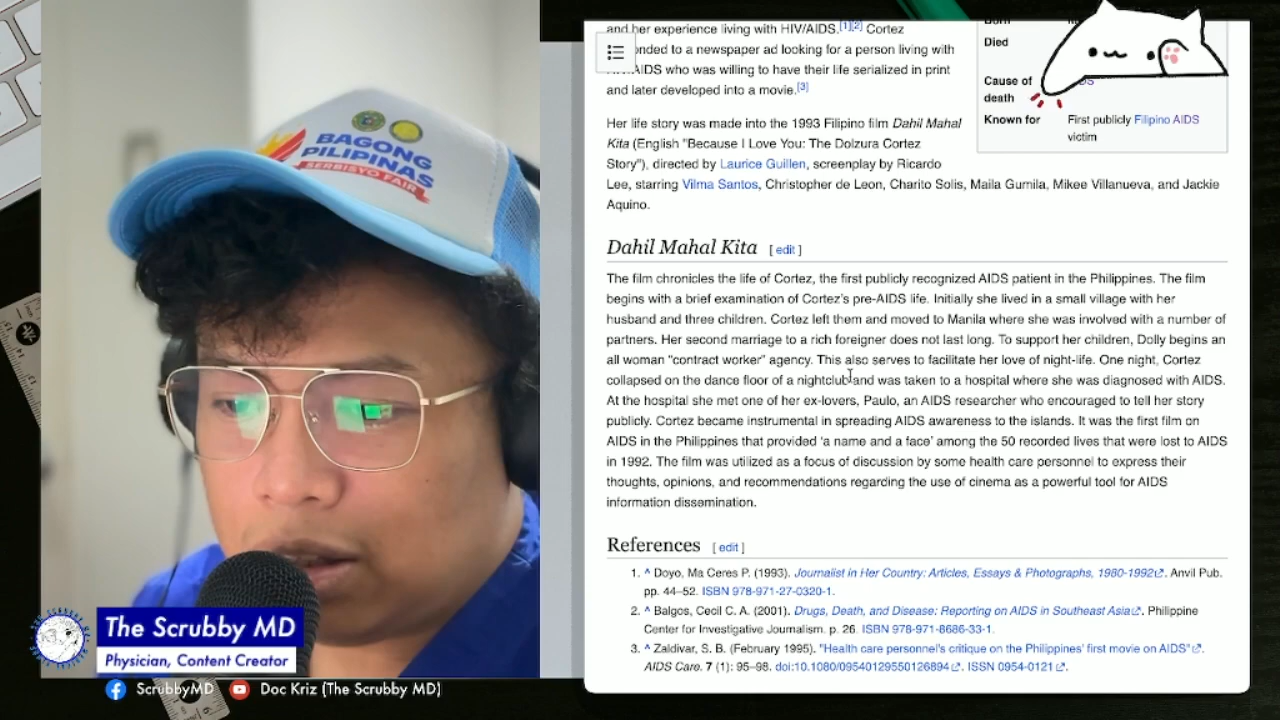 BAGONG
PILIPINAS
SERBISYO FAIR
The Scrubby MD
Physician, Content Creator
ScrubbyMD
Doc Kriz (The Scrubby MD)
and her experience living with HIV/AIDS.[1][2] Cortez
onded to a newspaper ad looking for a person living with
AIDS who was willing to have their life serialized in print
and later developed into a movie.[3]
Died
Cause of
death
Known for
First publicly Filipino AIDS
victim
Her life story was made into the 1993 Filipino film Dahil Mahal
Kita (English "Because I Love You: The Dolzura Cortez
Story"), directed by Laurice Guillen, screenplay by Ricardo
Lee, starring Vilma Santos, Christopher de Leon, Charito Solis, Maila Gumila, Mikee Villanueva, and Jackie
Aquino.
Dahil Mahal Kita [ edit ]
The film chronicles the life of Cortez, the first publicly recognized AIDS patient in the Philippines. The film
begins with a brief examination of Cortez's pre-AIDS life. Initially she lived in a small village with her
husband and three children. Cortez left them and moved to Manila where she was involved with a number of
partners. Her second marriage to a rich foreigner does not last long. To support her children, Dolly begins an
all woman "contract worker" agency. This also serves to facilitate her love of night-life. One night, Cortez
collapsed on the dance floor of a nightclub and was taken to a hospital where she was diagnosed with AIDS.
At the hospital she met one of her ex-lovers, Paulo, an AIDS researcher who encouraged to tell her story
publicly. Cortez became instrumental in spreading AIDS awareness to the islands. It was the first film on
AIDS in the Philippines that provided 'a name and a face' among the 50 recorded lives that were lost to AIDS
in 1992. The film was utilized as a focus of discussion by some health care personnel to express their
thoughts, opinions, and recommendations regarding the use of cinema as a powerful tool for AIDS
information dissemination.
References [ edit ]
1. ^ Doyo, Ma Ceres P. (1993). Journalist in Her Country: Articles, Essays & Photographs, 1980-1992. Anvil Pub.
pp. 44–52. ISBN 978-971-27-0320-1.
2. ^ Balgos, Cecil C. A. (2001). Drugs, Death, and Disease: Reporting on AIDS in Southeast Asia. Philippine
Center for Investigative Journalism. p. 26. ISBN 978-971-8686-33-1.
3. ^ Zaldivar, S. B. (February 1995). "Health care personnel's critique on the Philippines' first movie on AIDS".
AIDS Care. 7 (1): 95–98. doi:10.1080/09540129550126894. ISSN 0954-0121.